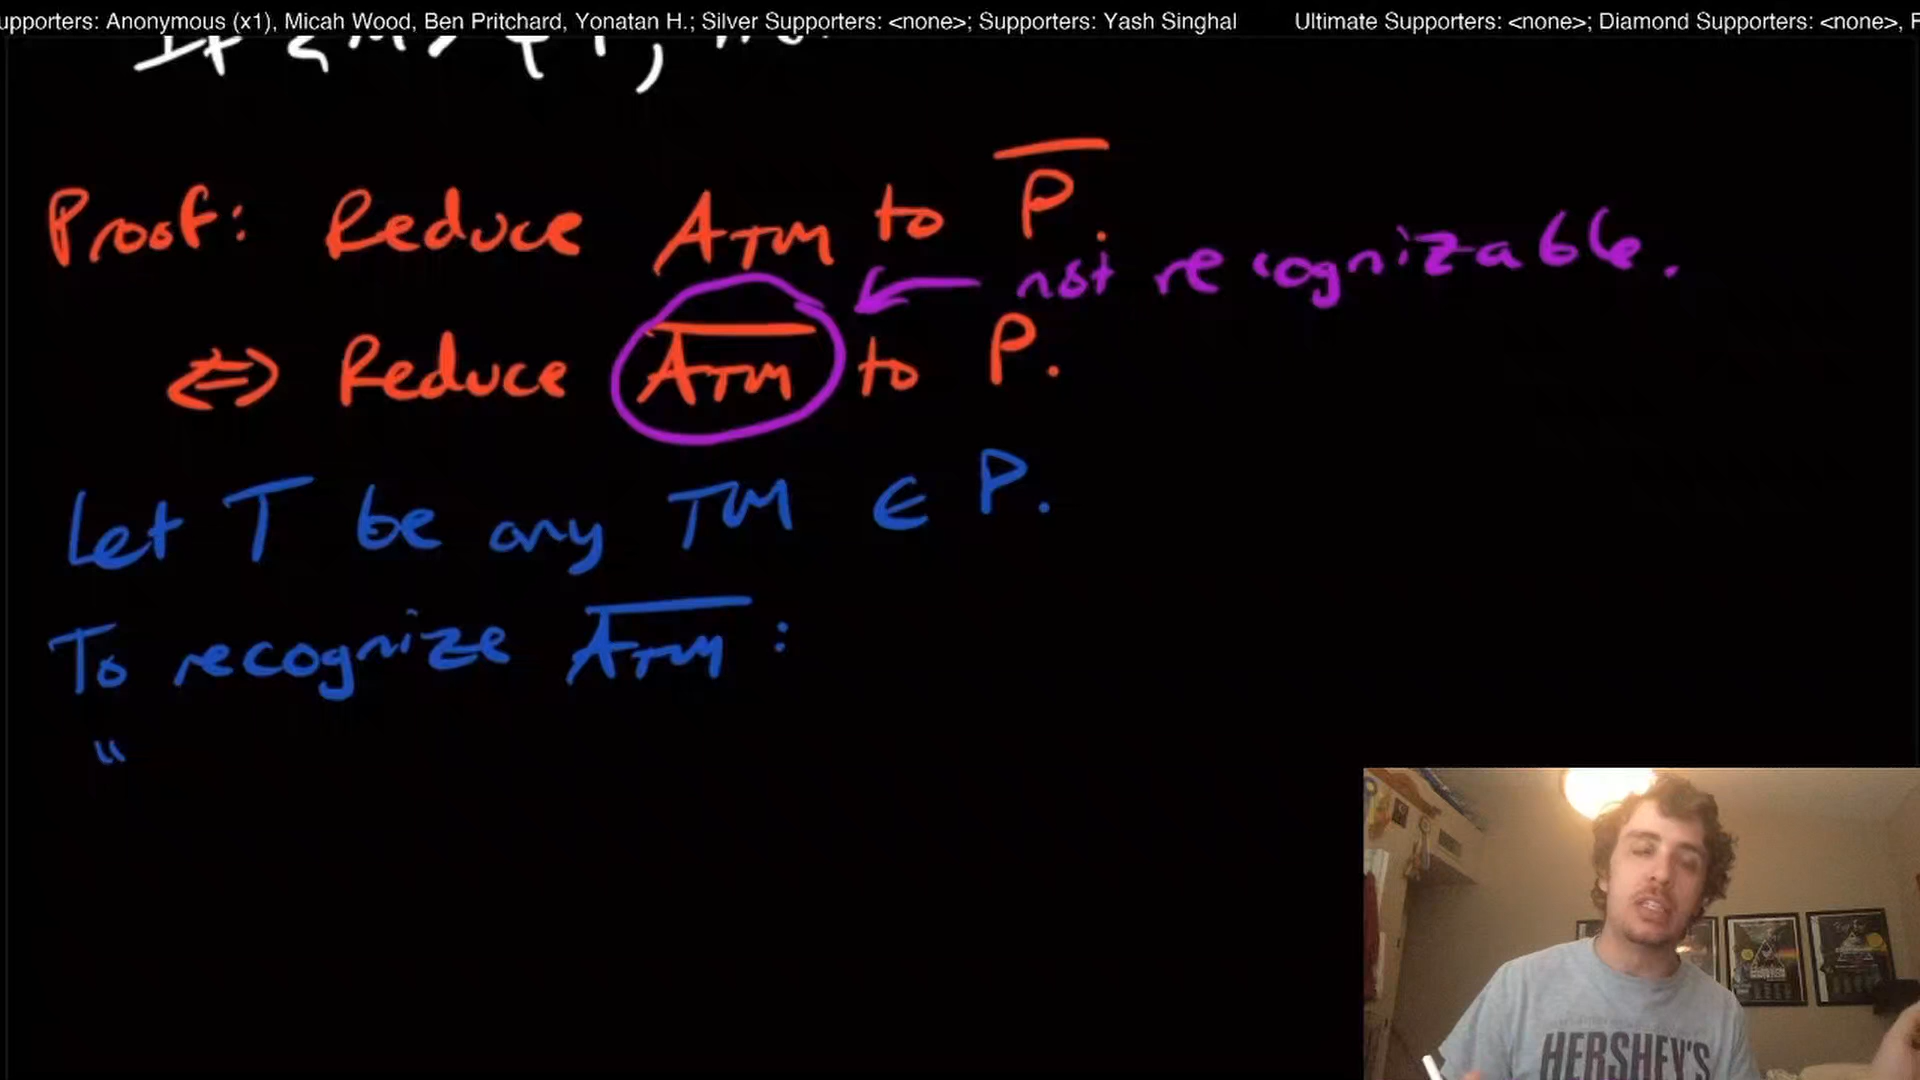 upporters: Anonymous (x1), Micah Wood, Ben Pritchard, Yonatan H.; Silver Supporters: <none>; Supporters: Yash Singhal Ultimate Supporters: <none>; Diamond Supporters: <none>, F
Proof: Reduce ATM to P̅.
not recognizable.
<=> Reduce A̅T̅M̅ to P.
Let T be any TM ∈ P.
To recognize A̅T̅M̅:
"
HERSHEY'S